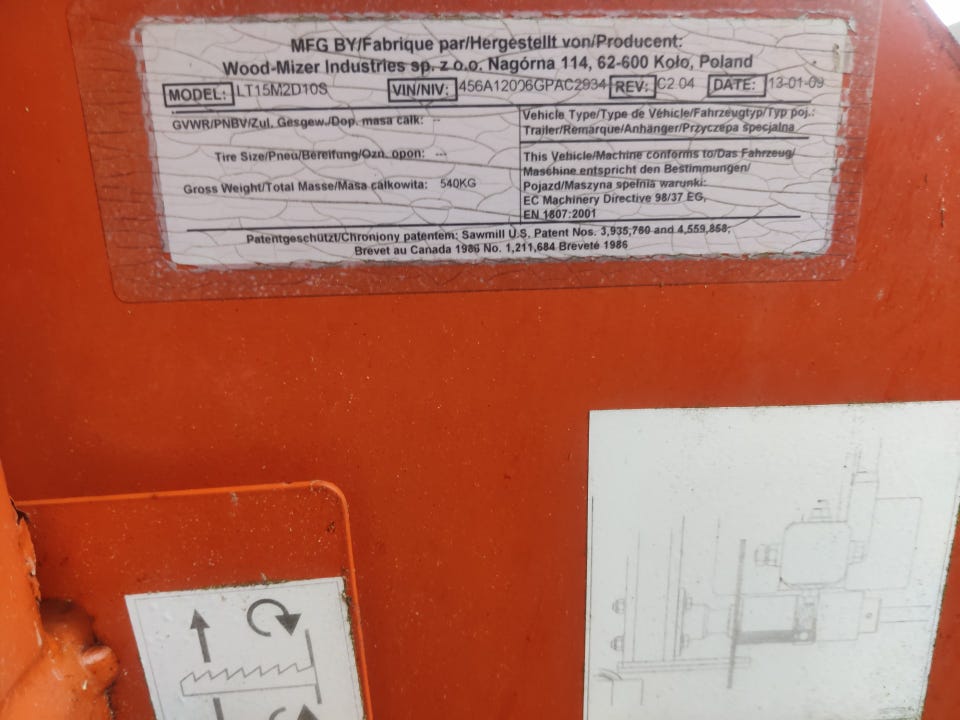 MFG BY/Fabrique par/Hergestellt von/Producent:
Wood-Mizer Industries sp. z o.o. Nagórna 114, 62-600 Koło, Poland
MODEL: LT15M2D10S VIN/NIV: 456A12006GPAC2934 REV: C2.04 DATE: 13-01-09
GVWR/PNBV/Zul. Gesgew./Dop. masa całk: --
Tire Size/Pneu/Bereifung/Ozn. opon: ---
Gross Weight/Total Masse/Masa całkowita: 540KG
Vehicle Type/Type de Véhicle/Fahrzeugtyp/Typ poj.:
Trailer/Remarque/Anhänger/Przyczepa specjalna
This Vehicle/Machine conforms to/Das Fahrzeug/
Maschine entspricht den Bestimmungen/
Pojazd/Maszyna spełnia warunki:
EC Machinery Directive 98/37 EG,
EN 1807:2001
Patentgeschützt/Chroniony patentem: Sawmill U.S. Patent Nos. 3,935,760 and 4,559,858;
Brevet au Canada 1986 No. 1,211,684 Breveté 1986